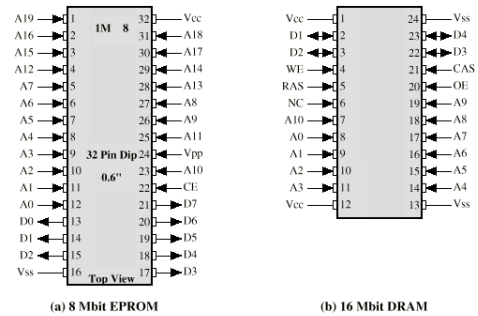 A19 1 1M 8 32 Vcc
A16 2 31 A18
A15 3 30 A17
A12 4 29 A14
A7 5 28 A13
A6 6 27 A8
A5 7 26 A9
A4 8 25 A11
A3 9 32 Pin Dip 24 Vpp
A2 10 0.6" 23 A10
A1 11 22 CE
A0 12 21 D7
D0 13 20 D6
D1 14 19 D5
D2 15 18 D4
Vss 16 Top View 17 D3
(a) 8 Mbit EPROM
Vcc 1 24 Vss
D1 2 23 D4
D2 3 22 D3
WE 4 21 CAS
RAS 5 20 OE
NC 6 19 A9
A10 7 18 A8
A0 8 17 A7
A1 9 16 A6
A2 10 15 A5
A3 11 14 A4
Vcc 12 13 Vss
(b) 16 Mbit DRAM